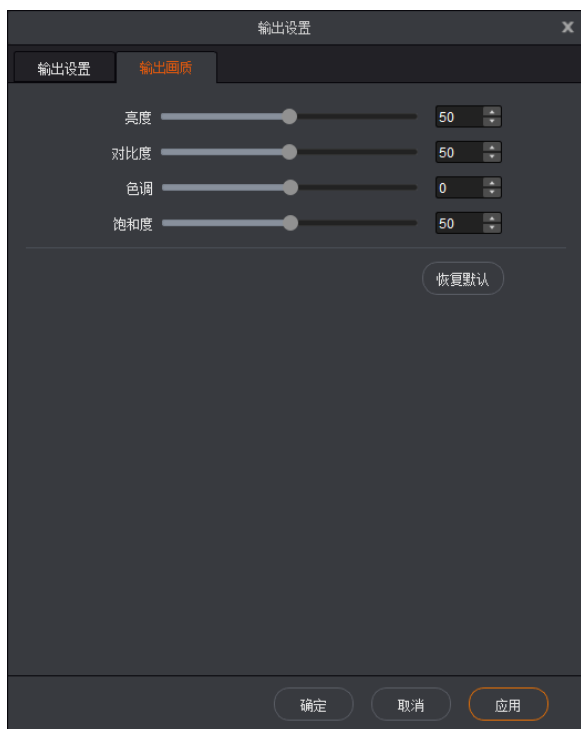 输出设置
输出设置 输出画质
亮度 50
对比度 50
色调 0
饱和度 50
恢复默认
确定 取消 应用